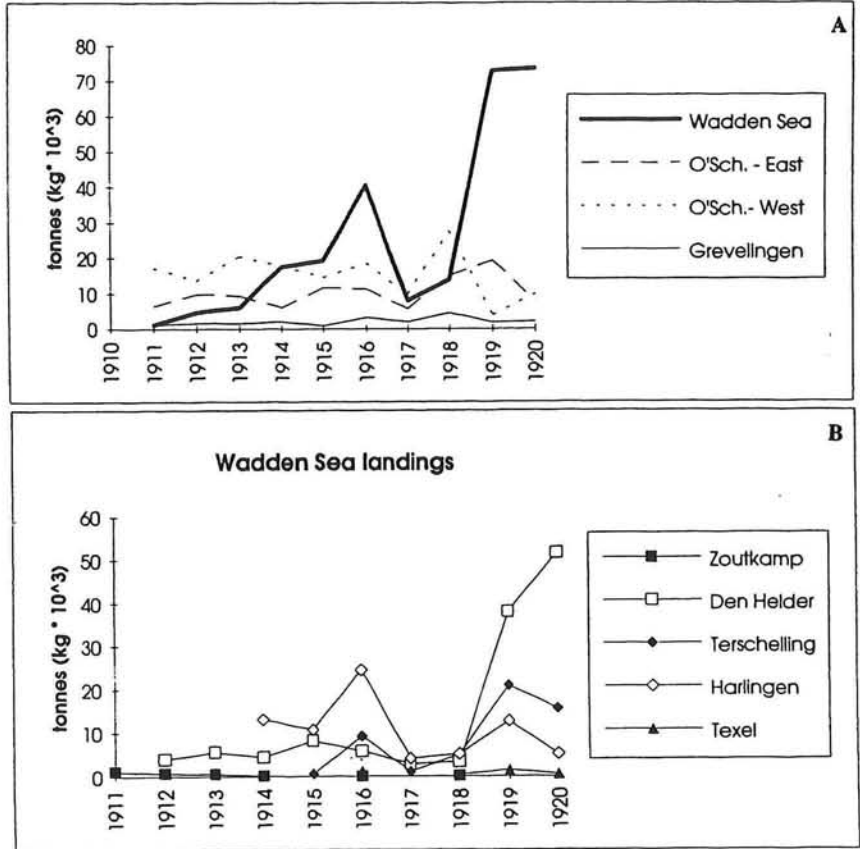 A
80
70
60
50
40
30
20
10
0
tonnes (kg* 10^3)
1910
1911
1912
1913
1914
1915
1916
1917
1918
1919
1920
Wadden Sea
O'Sch. - East
O'Sch.- West
Grevelingen
B
Wadden Sea landings
60
50
40
30
20
10
0
tonnes (kg * 10^3)
1911
1912
1913
1914
1915
1916
1917
1918
1919
1920
Zoutkamp
Den Helder
Terschelling
Harlingen
Texel